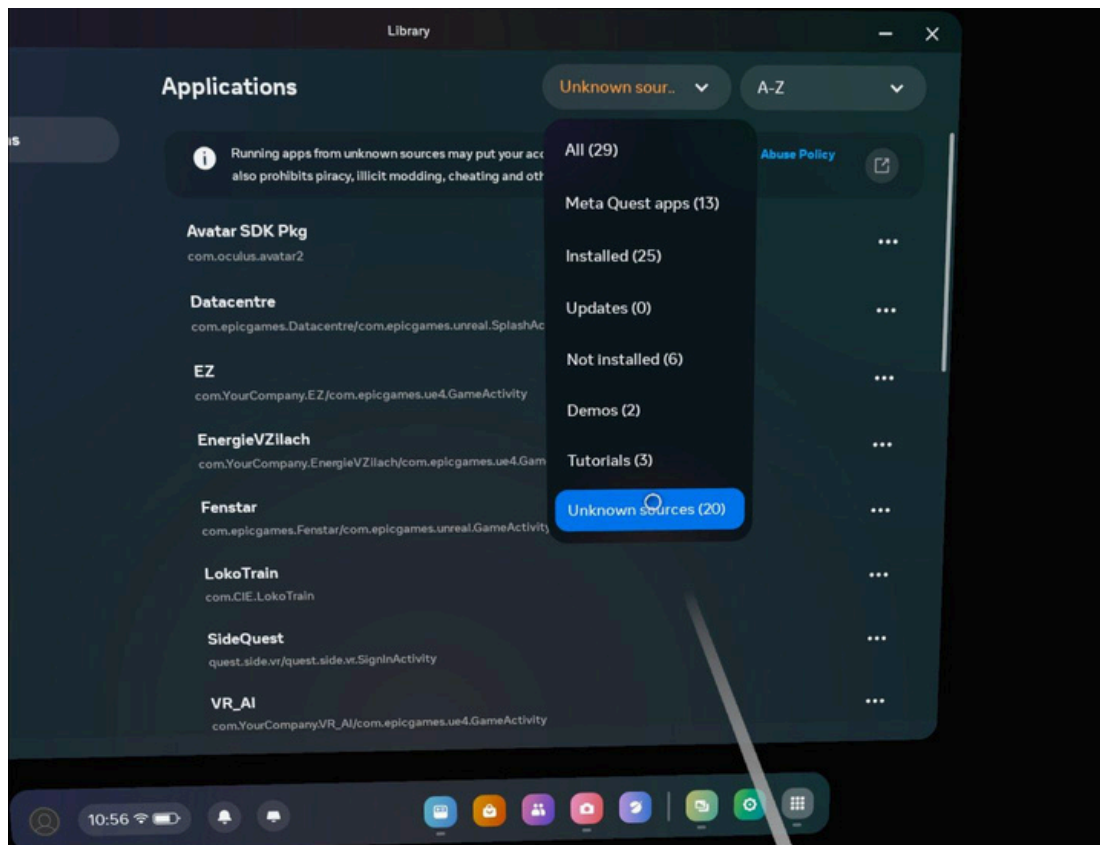 Library
Applications
Unknown sour..
A-Z
ns
Running apps from unknown sources may put your acc
Abuse Policy
also prohibits piracy, illicit modding, cheating and oth
All (29)
Meta Quest apps (13)
Installed (25)
Updates (0)
Not installed (6)
Demos (2)
Tutorials (3)
Unknown sources (20)
Avatar SDK Pkg
com.oculus.avatar2
Datacentre
com.epicgames.Datacentre/com.epicgames.unreal.SplashAc
EZ
com.YourCompany.EZ/com.epicgames.ue4.GameActivity
EnergieVZilach
com.YourCompany.EnergieVZilach/com.epicgames.ue4.Gam
Fenstar
com.epicgames.Fenstar/com.epicgames.unreal.GameActivity
LokoTrain
com.CIE.LokoTrain
SideQuest
quest.side.vr/quest.side.vr.SignInActivity
VR_AI
com.YourCompany.VR_AI/com.epicgames.ue4.GameActivity
10:56